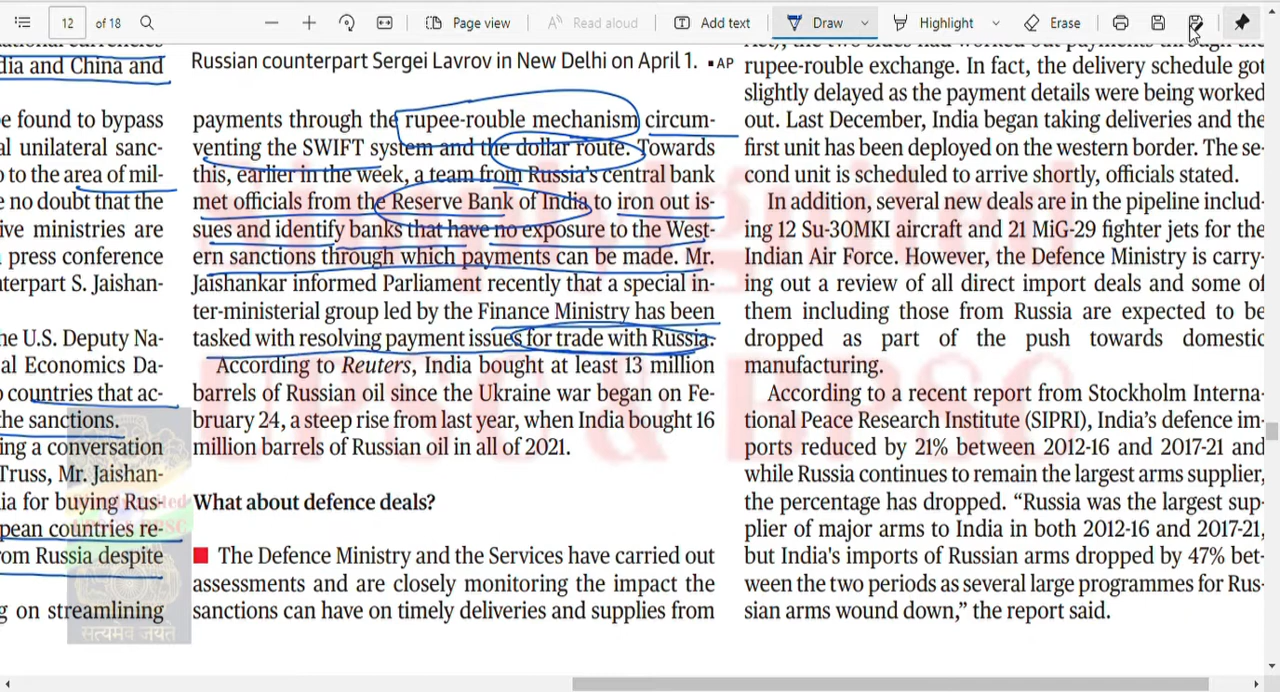 12 of 18
Page view
Read aloud
Add text
Draw
Highlight
Erase
dia and China and
e found to bypass
al unilateral sanc-
o to the area of mil-
e no doubt that the
ive ministries are
press conference
nterpart S. Jaishan-
he U.S. Deputy Na-
al Economics Da-
o countries that ac-
the sanctions.
ing a conversation
Truss, Mr. Jaishan-
ia for buying Rus-
pean countries re-
om Russia despite
g on streamlining
Russian counterpart Sergei Lavrov in New Delhi on April 1. ▪AP
payments through the rupee-rouble mechanism circum-
venting the SWIFT system and the dollar route. Towards
this, earlier in the week, a team from Russia's central bank
met officials from the Reserve Bank of India to iron out is-
sues and identify banks that have no exposure to the West-
ern sanctions through which payments can be made. Mr.
Jaishankar informed Parliament recently that a special in-
ter-ministerial group led by the Finance Ministry has been
tasked with resolving payment issues for trade with Russia.
According to Reuters, India bought at least 13 million
barrels of Russian oil since the Ukraine war began on Fe-
bruary 24, a steep rise from last year, when India bought 16
million barrels of Russian oil in all of 2021.
What about defence deals?
The Defence Ministry and the Services have carried out
assessments and are closely monitoring the impact the
sanctions can have on timely deliveries and supplies from
the two sides had worked out payments through the
rupee-rouble exchange. In fact, the delivery schedule got
slightly delayed as the payment details were being worked
out. Last December, India began taking deliveries and the
first unit has been deployed on the western border. The se-
cond unit is scheduled to arrive shortly, officials stated.
In addition, several new deals are in the pipeline includ-
ing 12 Su-30MKI aircraft and 21 MiG-29 fighter jets for the
Indian Air Force. However, the Defence Ministry is carry-
ing out a review of all direct import deals and some of
them including those from Russia are expected to be
dropped as part of the push towards domestic
manufacturing.
According to a recent report from Stockholm Interna-
tional Peace Research Institute (SIPRI), India's defence im-
ports reduced by 21% between 2012-16 and 2017-21 and
while Russia continues to remain the largest arms supplier,
the percentage has dropped. "Russia was the largest sup-
plier of major arms to India in both 2012-16 and 2017-21,
but India's imports of Russian arms dropped by 47% bet-
ween the two periods as several large programmes for Rus-
sian arms wound down," the report said.
UPSC & BPSC
सत्यमेव जयते